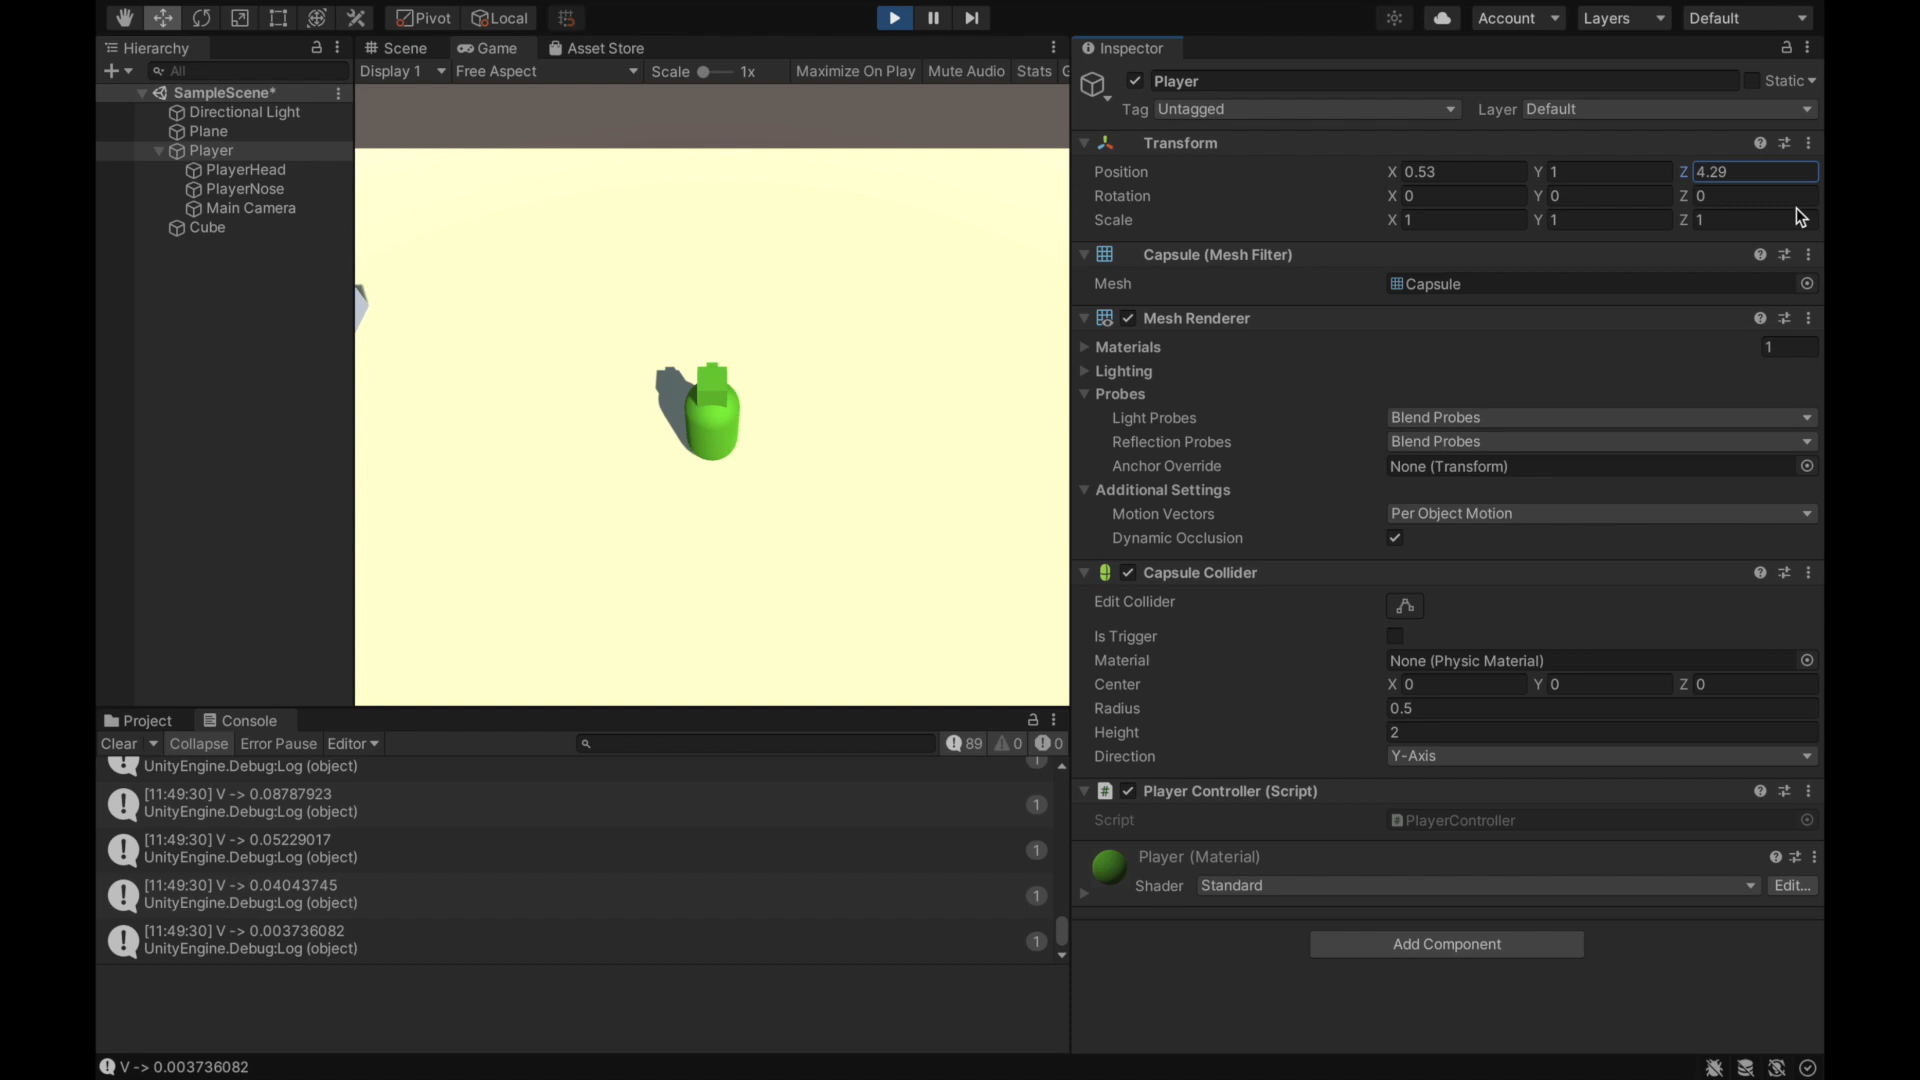 Pivot Local Account Layers Default
Hierarchy Scene Game Asset Store Inspector
All Display 1 Free Aspect Scale 1x Maximize On Play Mute Audio Stats G
Player Static
SampleScene*
Directional Light
Plane
Player
PlayerHead
PlayerNose
Main Camera
Cube
Tag Untagged Layer Default
Transform
Position X 0.53 Y 1 Z 4.29
Rotation X 0 Y 0 Z 0
Scale X 1 Y 1 Z 1
Capsule (Mesh Filter)
Mesh Capsule
Mesh Renderer
Materials 1
Lighting
Probes
Light Probes Blend Probes
Reflection Probes Blend Probes
Anchor Override None (Transform)
Additional Settings
Motion Vectors Per Object Motion
Dynamic Occlusion
Capsule Collider
Edit Collider
Is Trigger
Material None (Physic Material)
Center X 0 Y 0 Z 0
Radius 0.5
Height 2
Direction Y-Axis
Player Controller (Script)
Script PlayerController
Player (Material)
Shader Standard Edit...
Add Component
Project Console
Clear Collapse Error Pause Editor 89 0 0
UnityEngine.Debug:Log (object) 1
[11:49:30] V -> 0.08787923
UnityEngine.Debug:Log (object) 1
[11:49:30] V -> 0.05229017
UnityEngine.Debug:Log (object) 1
[11:49:30] V -> 0.04043745
UnityEngine.Debug:Log (object) 1
[11:49:30] V -> 0.003736082
UnityEngine.Debug:Log (object) 1
V -> 0.003736082